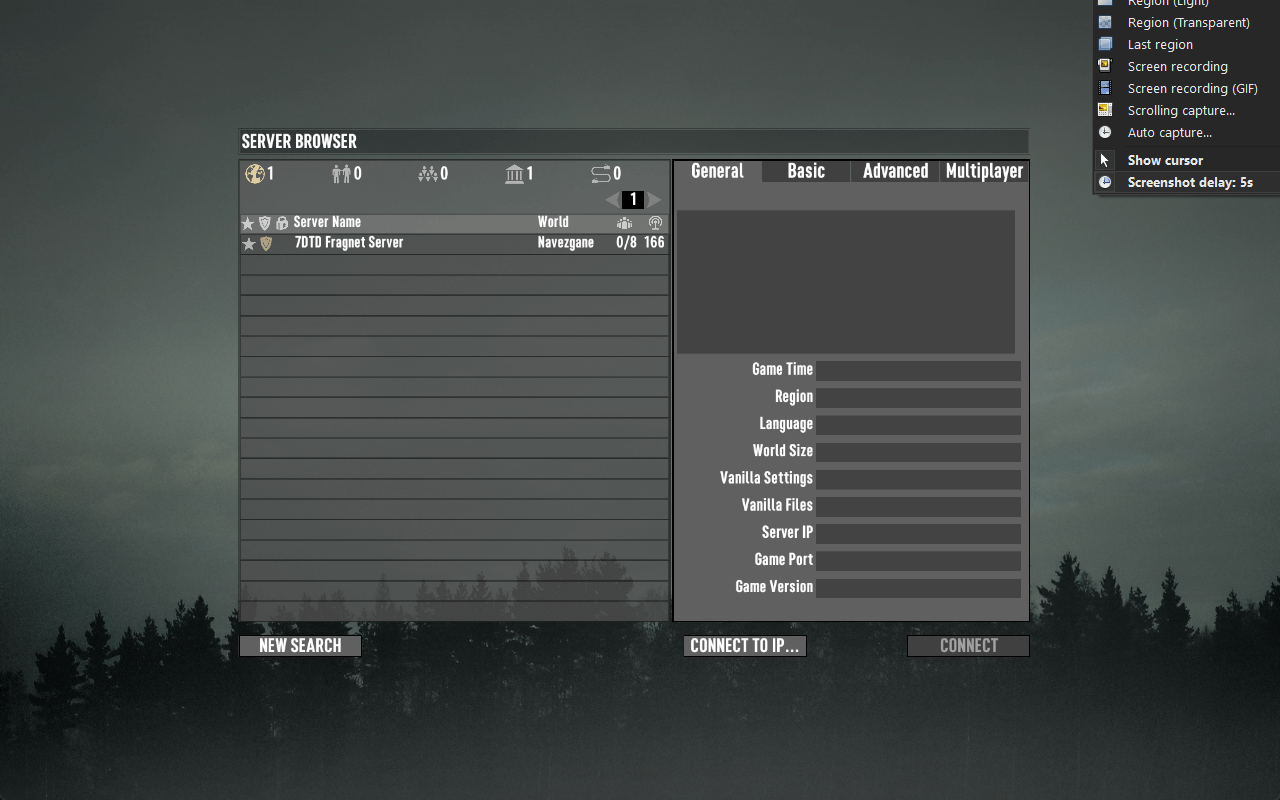 Region (Light)
Region (Transparent)
Last region
Screen recording
Screen recording (GIF)
Scrolling capture...
Auto capture...
Show cursor
Screenshot delay: 5s
SERVER BROWSER
1 0 0 1 0
1
Server Name World
7DTD Fragnet Server Navezgane 0/8 166
General Basic Advanced Multiplayer
Game Time
Region
Language
World Size
Vanilla Settings
Vanilla Files
Server IP
Game Port
Game Version
NEW SEARCH
CONNECT TO IP...
CONNECT